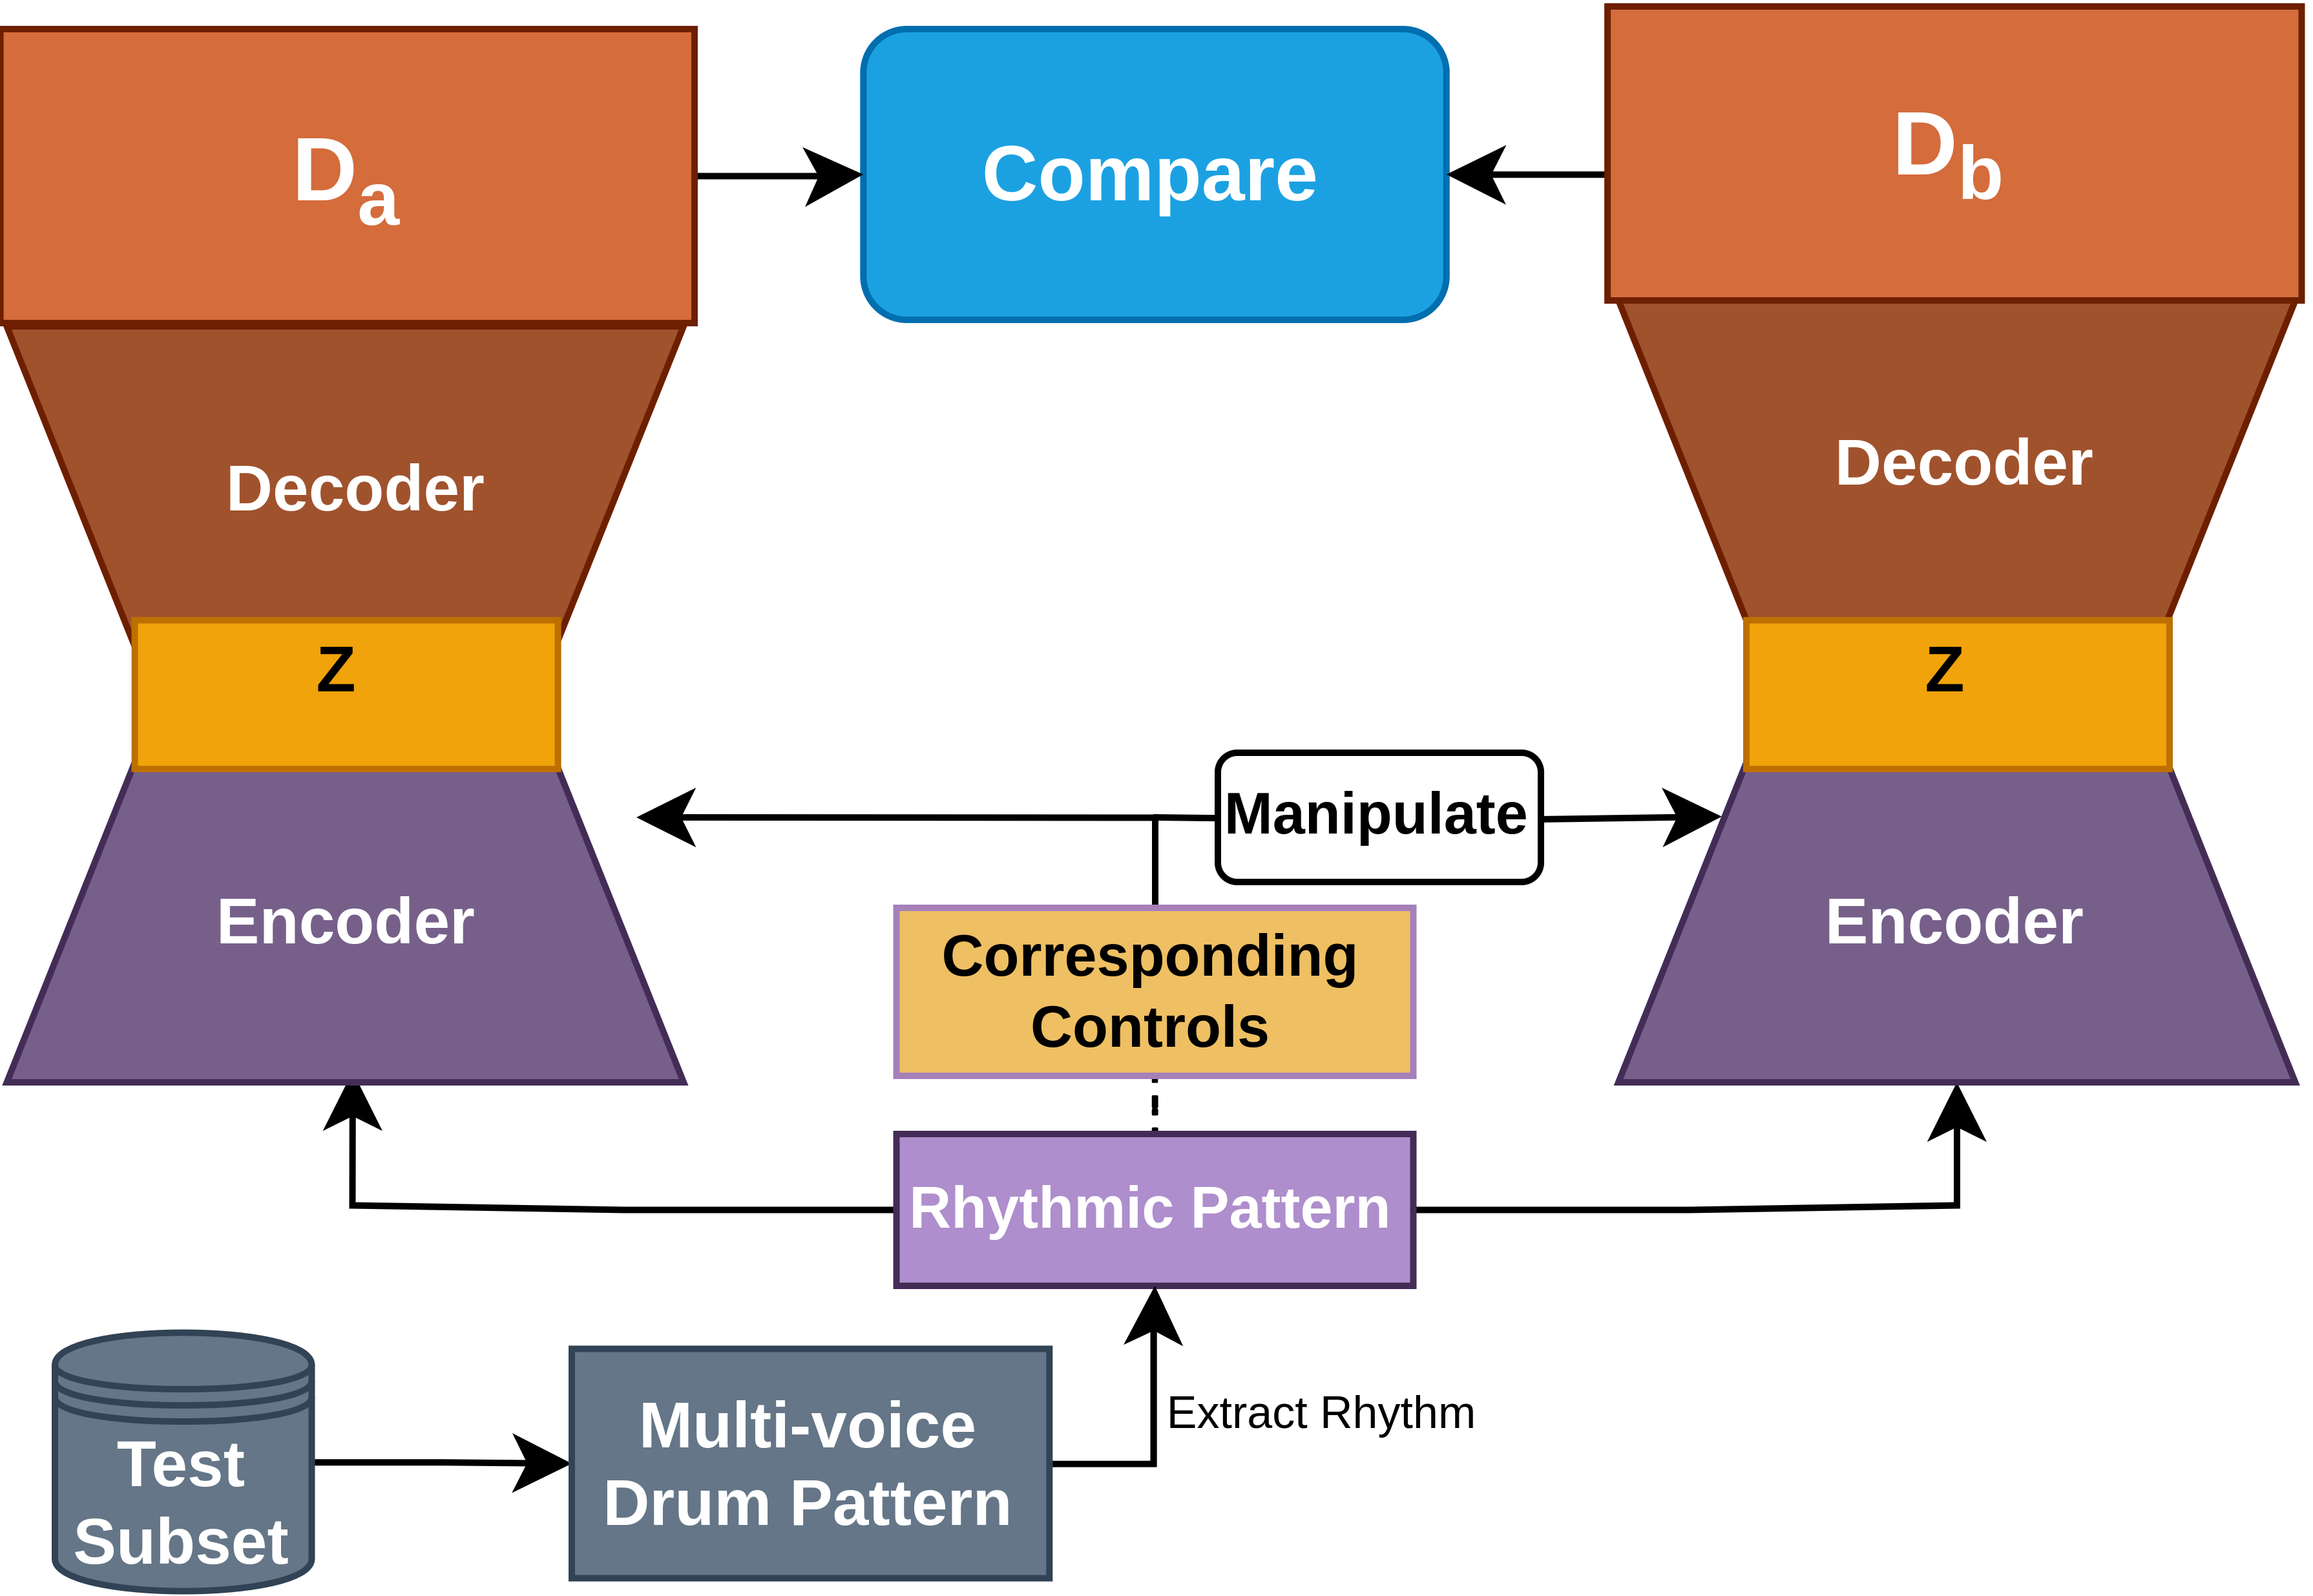 D_a
Compare
D_b
Decoder
Decoder
Z
Z
Manipulate
Encoder
Encoder
Corresponding
Controls
Rhythmic Pattern
Extract Rhythm
Multi-voice
Drum Pattern
Test
Subset